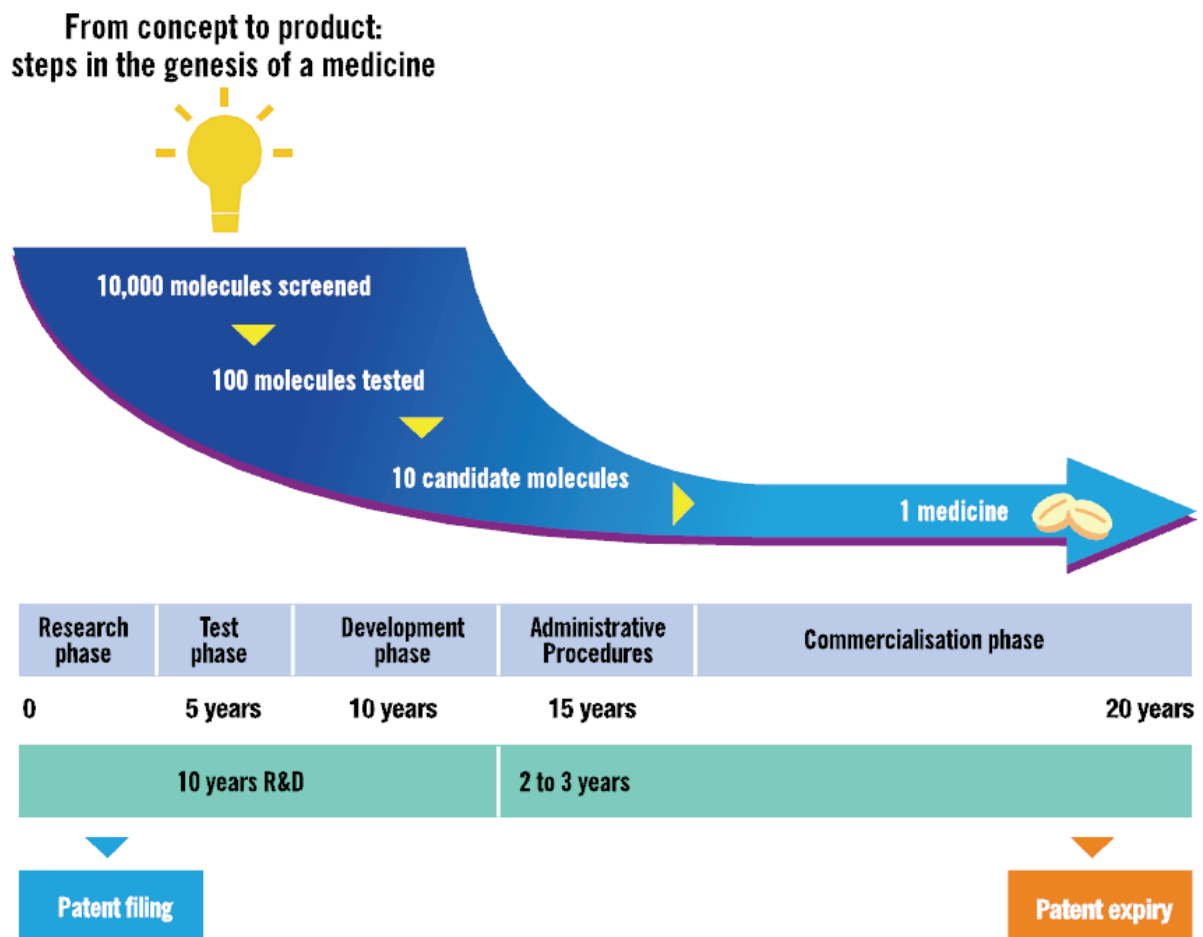 From concept to product:
steps in the genesis of a medicine
10,000 molecules screened
100 molecules tested
10 candidate molecules
1 medicine
Research
phase
Test
phase
Development
phase
Administrative
Procedures
Commercialisation phase
0
5 years
10 years
15 years
20 years
10 years R&D
2 to 3 years
Patent filing
Patent expiry